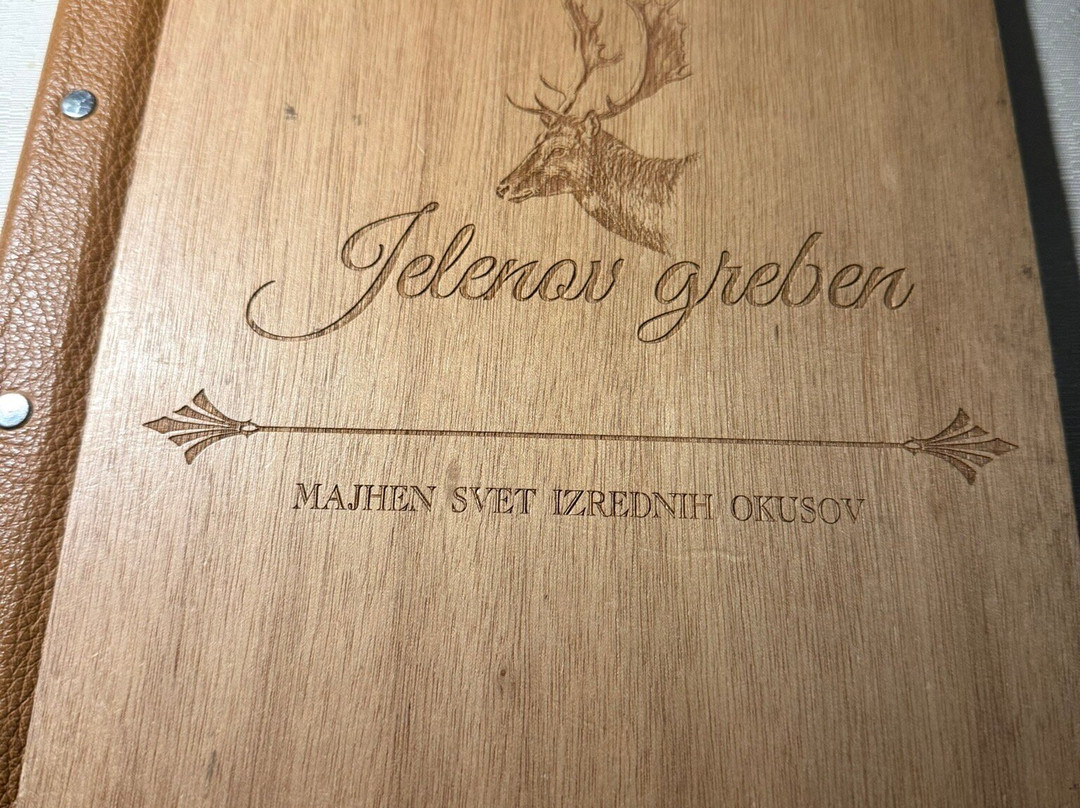 Jelenov greben
MAJHEN SVET IZREDNIH OKUSOV